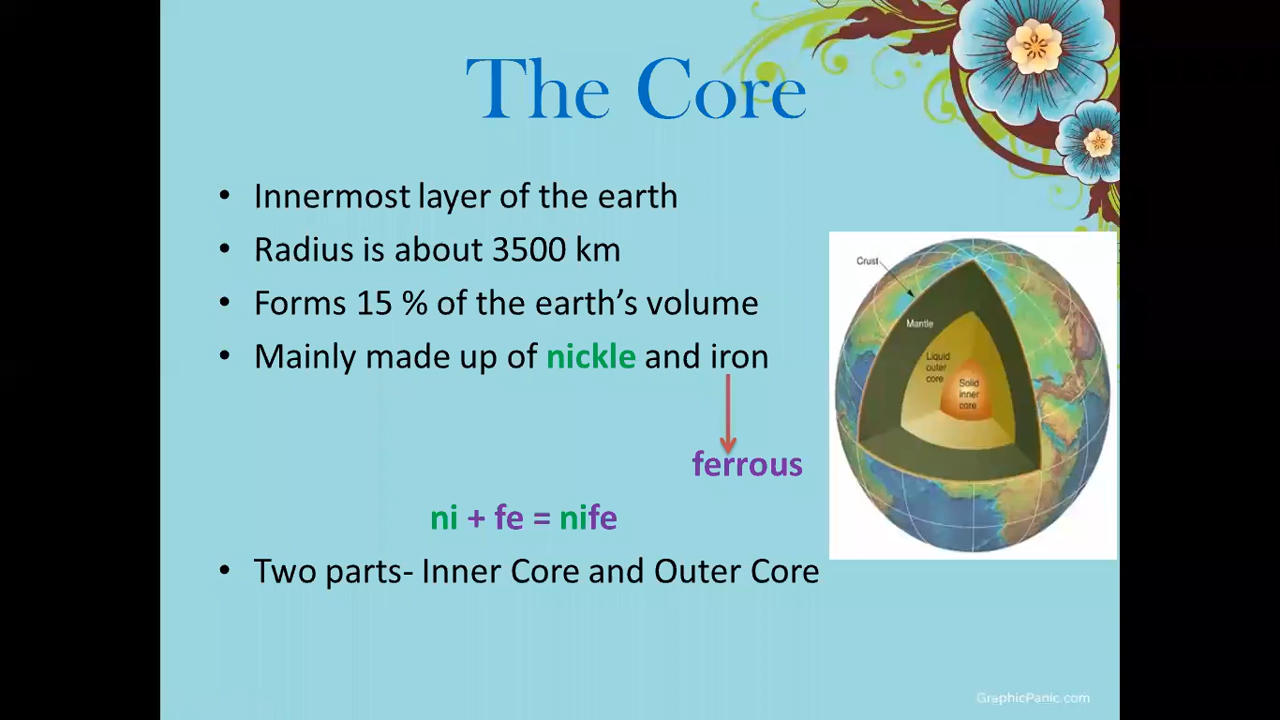 The Core
• Innermost layer of the earth
• Radius is about 3500 km
• Forms 15 % of the earth’s volume
• Mainly made up of nickle and iron
ferrous
ni + fe = nife
• Two parts- Inner Core and Outer Core
Crust
Mantle
Liquid
outer
core
Solid
inner
core
GraphicPanic.com